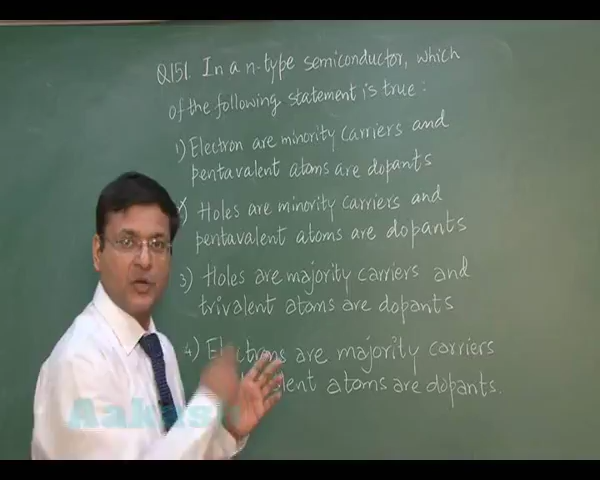 Q151. In a n-type semiconductor, which
of the following statement is true:
1) Electron are minority carriers and
pentavalent atoms are dopants
Holes are minority carriers and
pentavalent atoms are dopants
3) Holes are majority carriers and
trivalent atoms are dopants
4) Electrons are majority carriers
atoms are dopants.